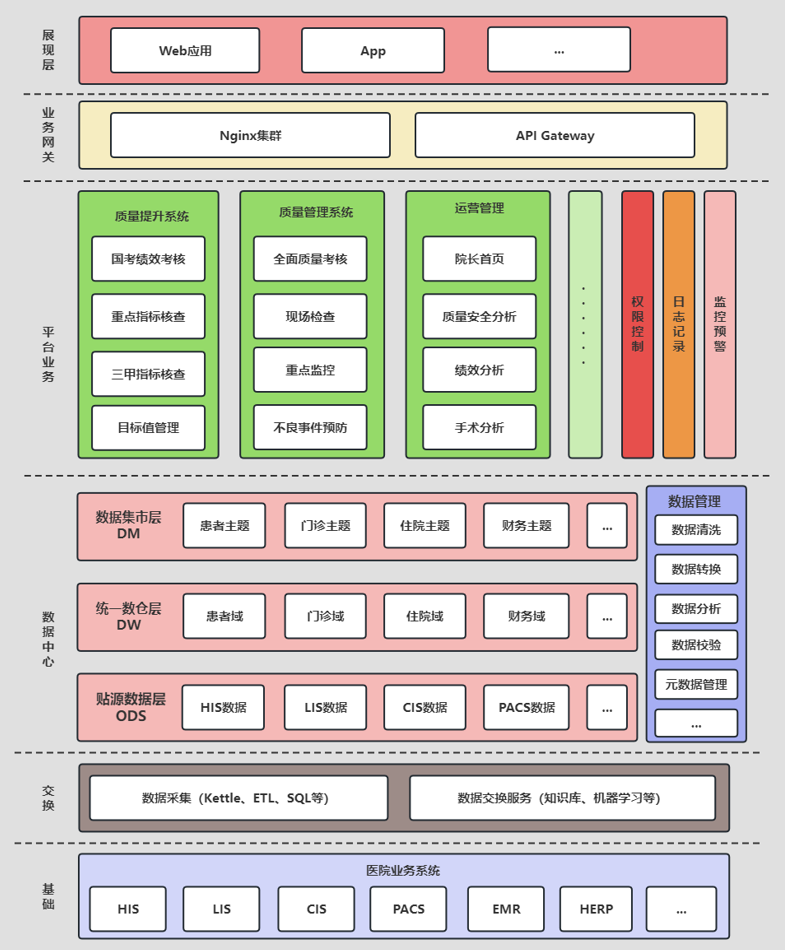 展现层
Web应用
App
...
业务网关
Nginx集群
API Gateway
平台业务
质量提升系统
国考绩效考核
重点指标核查
三甲指标核查
目标值管理
质量管理系统
全面质量考核
现场检查
重点监控
不良事件预防
运营管理
院长首页
质量安全分析
绩效分析
手术分析
······
权限控制
日志记录
监控预警
数据中心
数据集市层
DM
患者主题
门诊主题
住院主题
财务主题
...
统一数仓层
DW
患者域
门诊域
住院域
财务域
...
贴源数据层
ODS
HIS数据
LIS数据
CIS数据
PACS数据
...
数据管理
数据清洗
数据转换
数据分析
数据校验
元数据管理
...
交换
数据采集（Kettle、ETL、SQL等）
数据交换服务（知识库、机器学习等）
基础
医院业务系统
HIS
LIS
CIS
PACS
EMR
HERP
...